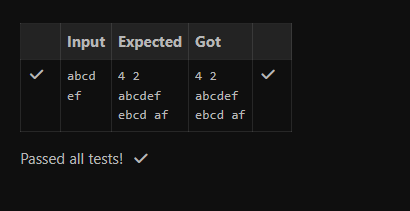 Input Expected Got
abcd 4 2 4 2
ef abcdef abcdef
ebcd af ebcd af
Passed all tests!